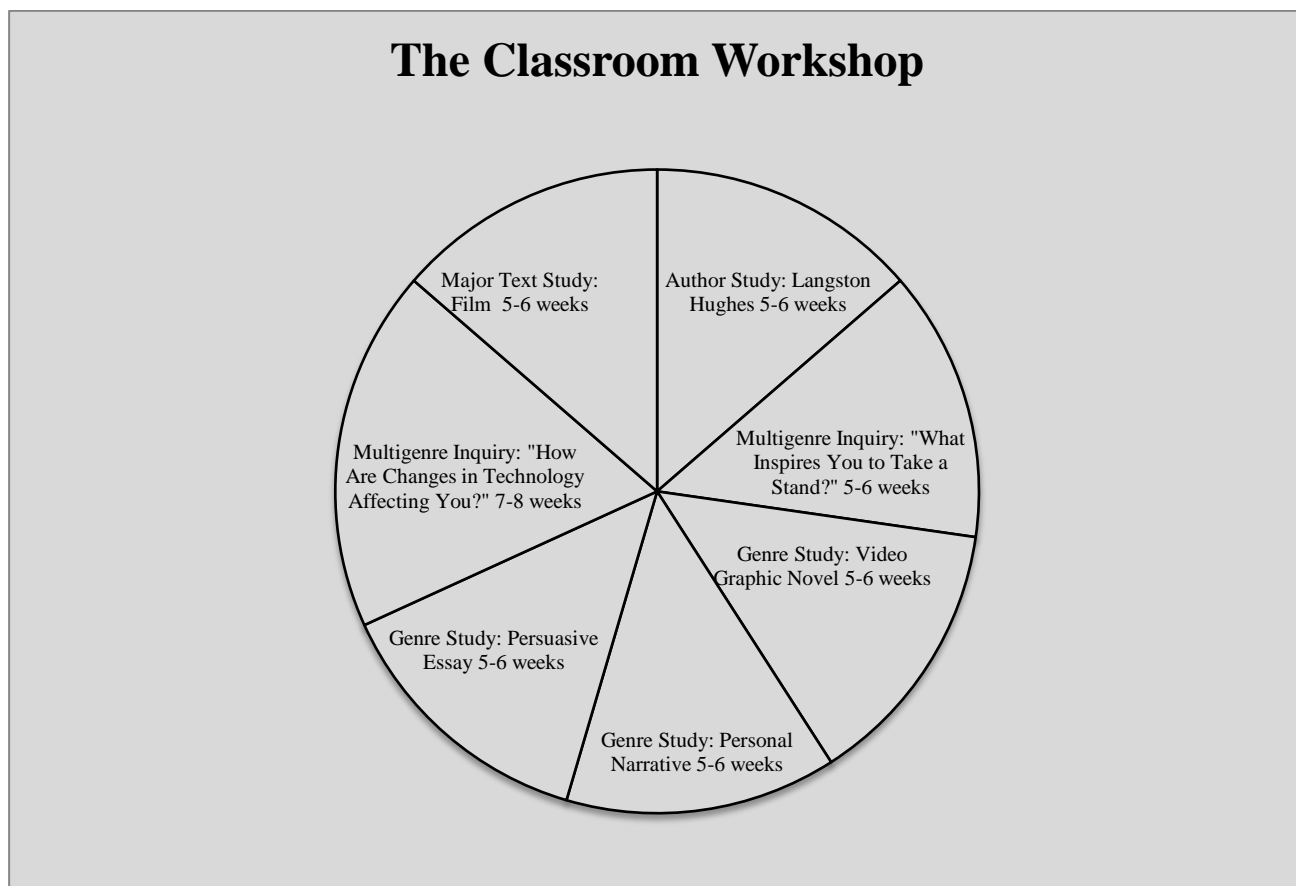 The Classroom Workshop
Author Study: Langston
Hughes 5-6 weeks
Multigenre Inquiry: "What
Inspires You to Take a
Stand?" 5-6 weeks
Genre Study: Video
Graphic Novel 5-6 weeks
Genre Study: Personal
Narrative 5-6 weeks
Genre Study: Persuasive
Essay 5-6 weeks
Multigenre Inquiry: "How
Are Changes in Technology
Affecting You?" 7-8 weeks
Major Text Study:
Film 5-6 weeks